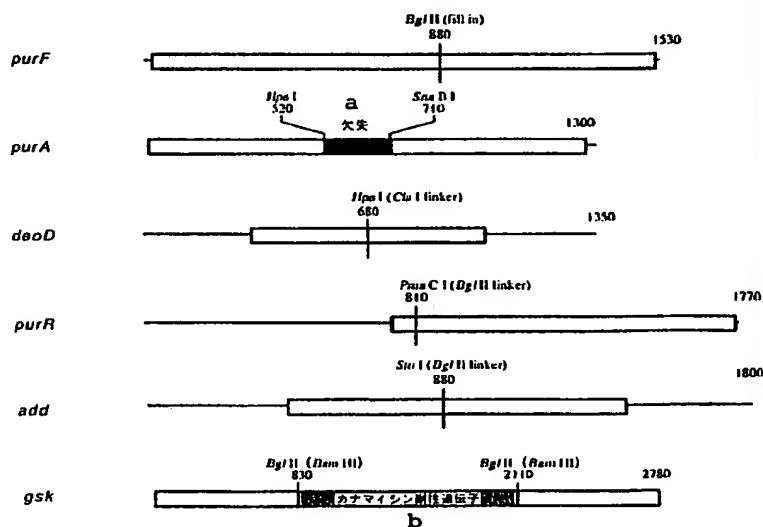 BglII (fill in)
880
1530
purF
HpaI
520
a
欠失
SnaBI
710
1300
purA
HpaI (ClaI linker)
680
1350
deoD
PmaCI (BglII linker)
810
1770
purR
StuI (BglII linker)
880
1800
add
BglII (BamHI)
830
BglII (BamHI)
2110
2780
gsk
カナマイシン耐性遺伝子
b